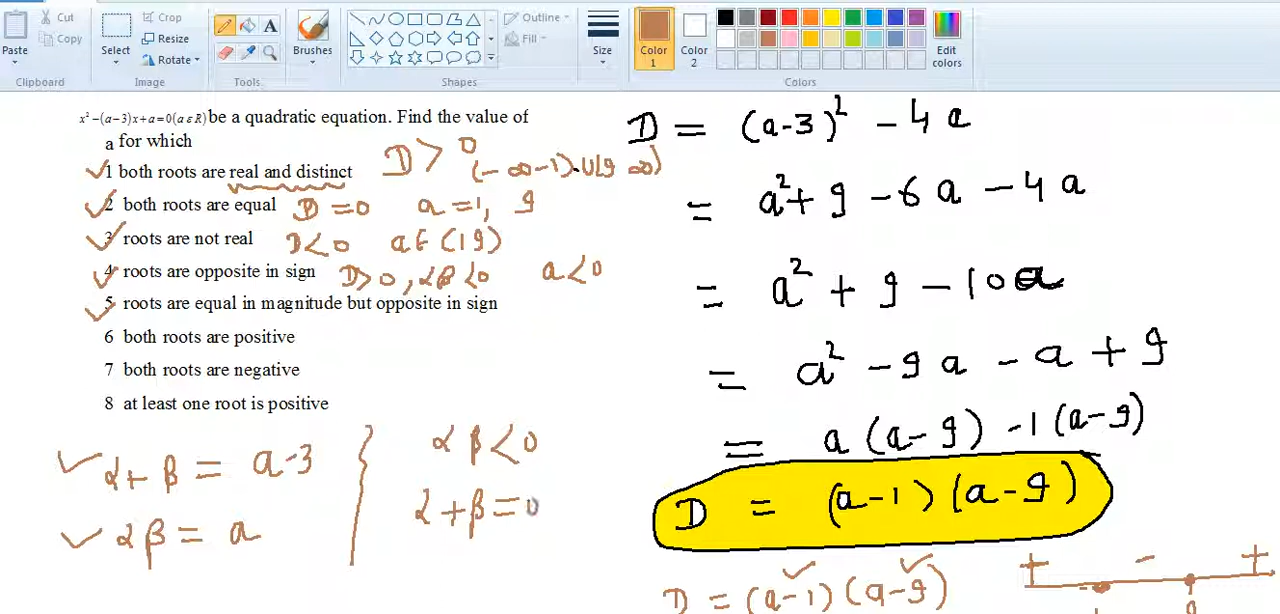 Paste
Cut
Copy
Clipboard
Select
Crop
Resize
Rotate
Image
A
Tools
Brushes
Shapes
Outline
Fill
Size
Color 1
Color 2
Edit colors
Colors
x² - (a - 3)x + a = 0 (a ε R) be a quadratic equation. Find the value of
a for which
1 both roots are real and distinct D > 0 (-∞ -1) ∪ (9 ∞)
2 both roots are equal D = 0 a = 1, 9
3 roots are not real D < 0 a ∈ (1 9)
4 roots are opposite in sign D > 0, αβ < 0 a < 0
5 roots are equal in magnitude but opposite in sign
6 both roots are positive
7 both roots are negative
8 at least one root is positive
α + β = a - 3
αβ = a
αβ < 0
α + β = 0
D = (a-3)² - 4a
= a² + 9 - 6a - 4a
= a² + 9 - 10a
= a² - 9a - a + 9
= a(a-9) -1(a-9)
D = (a-1)(a-9)
D = (a-1)(a-9)
+ - +